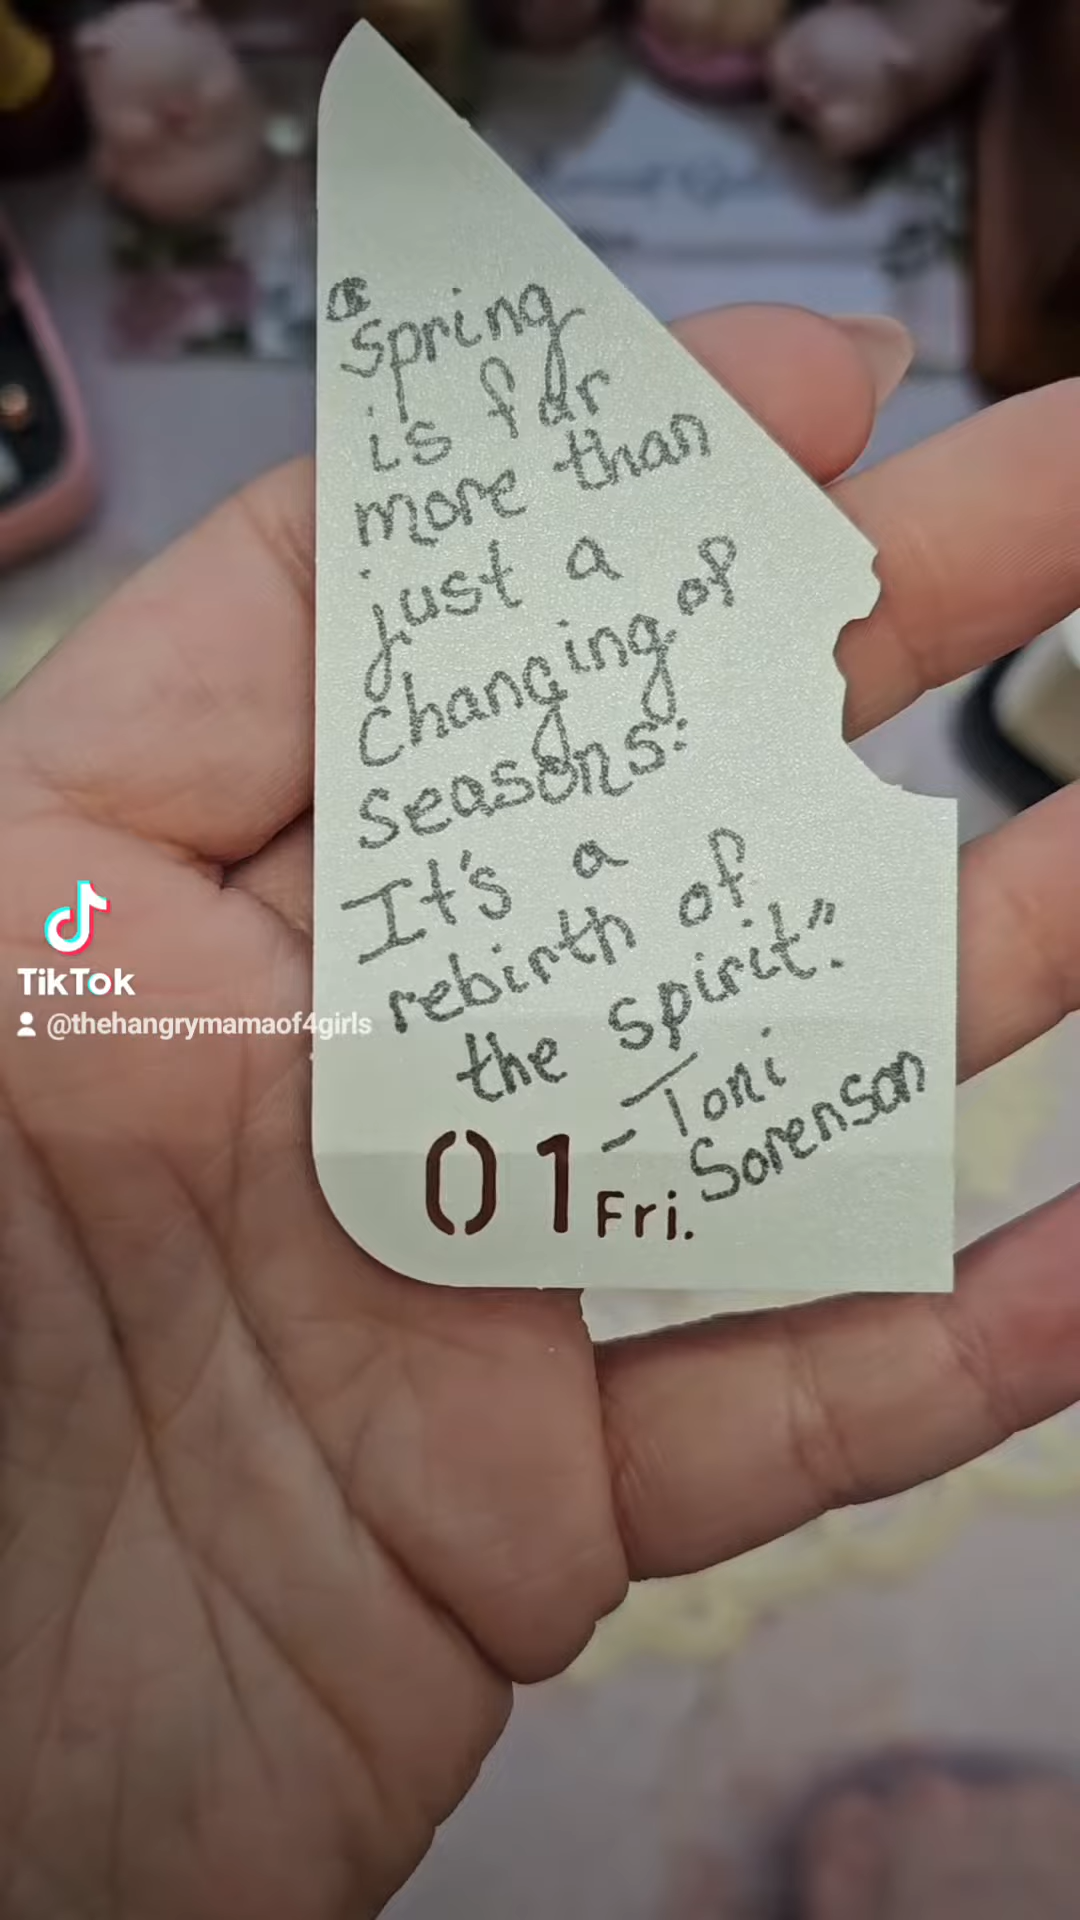 "Spring
is far
more than
just a
changing of
seasons:
It's a
rebirth of
the spirit."
-Toni
Sorenson
01 Fri.
TikTok
@thehangrymamaof4girls